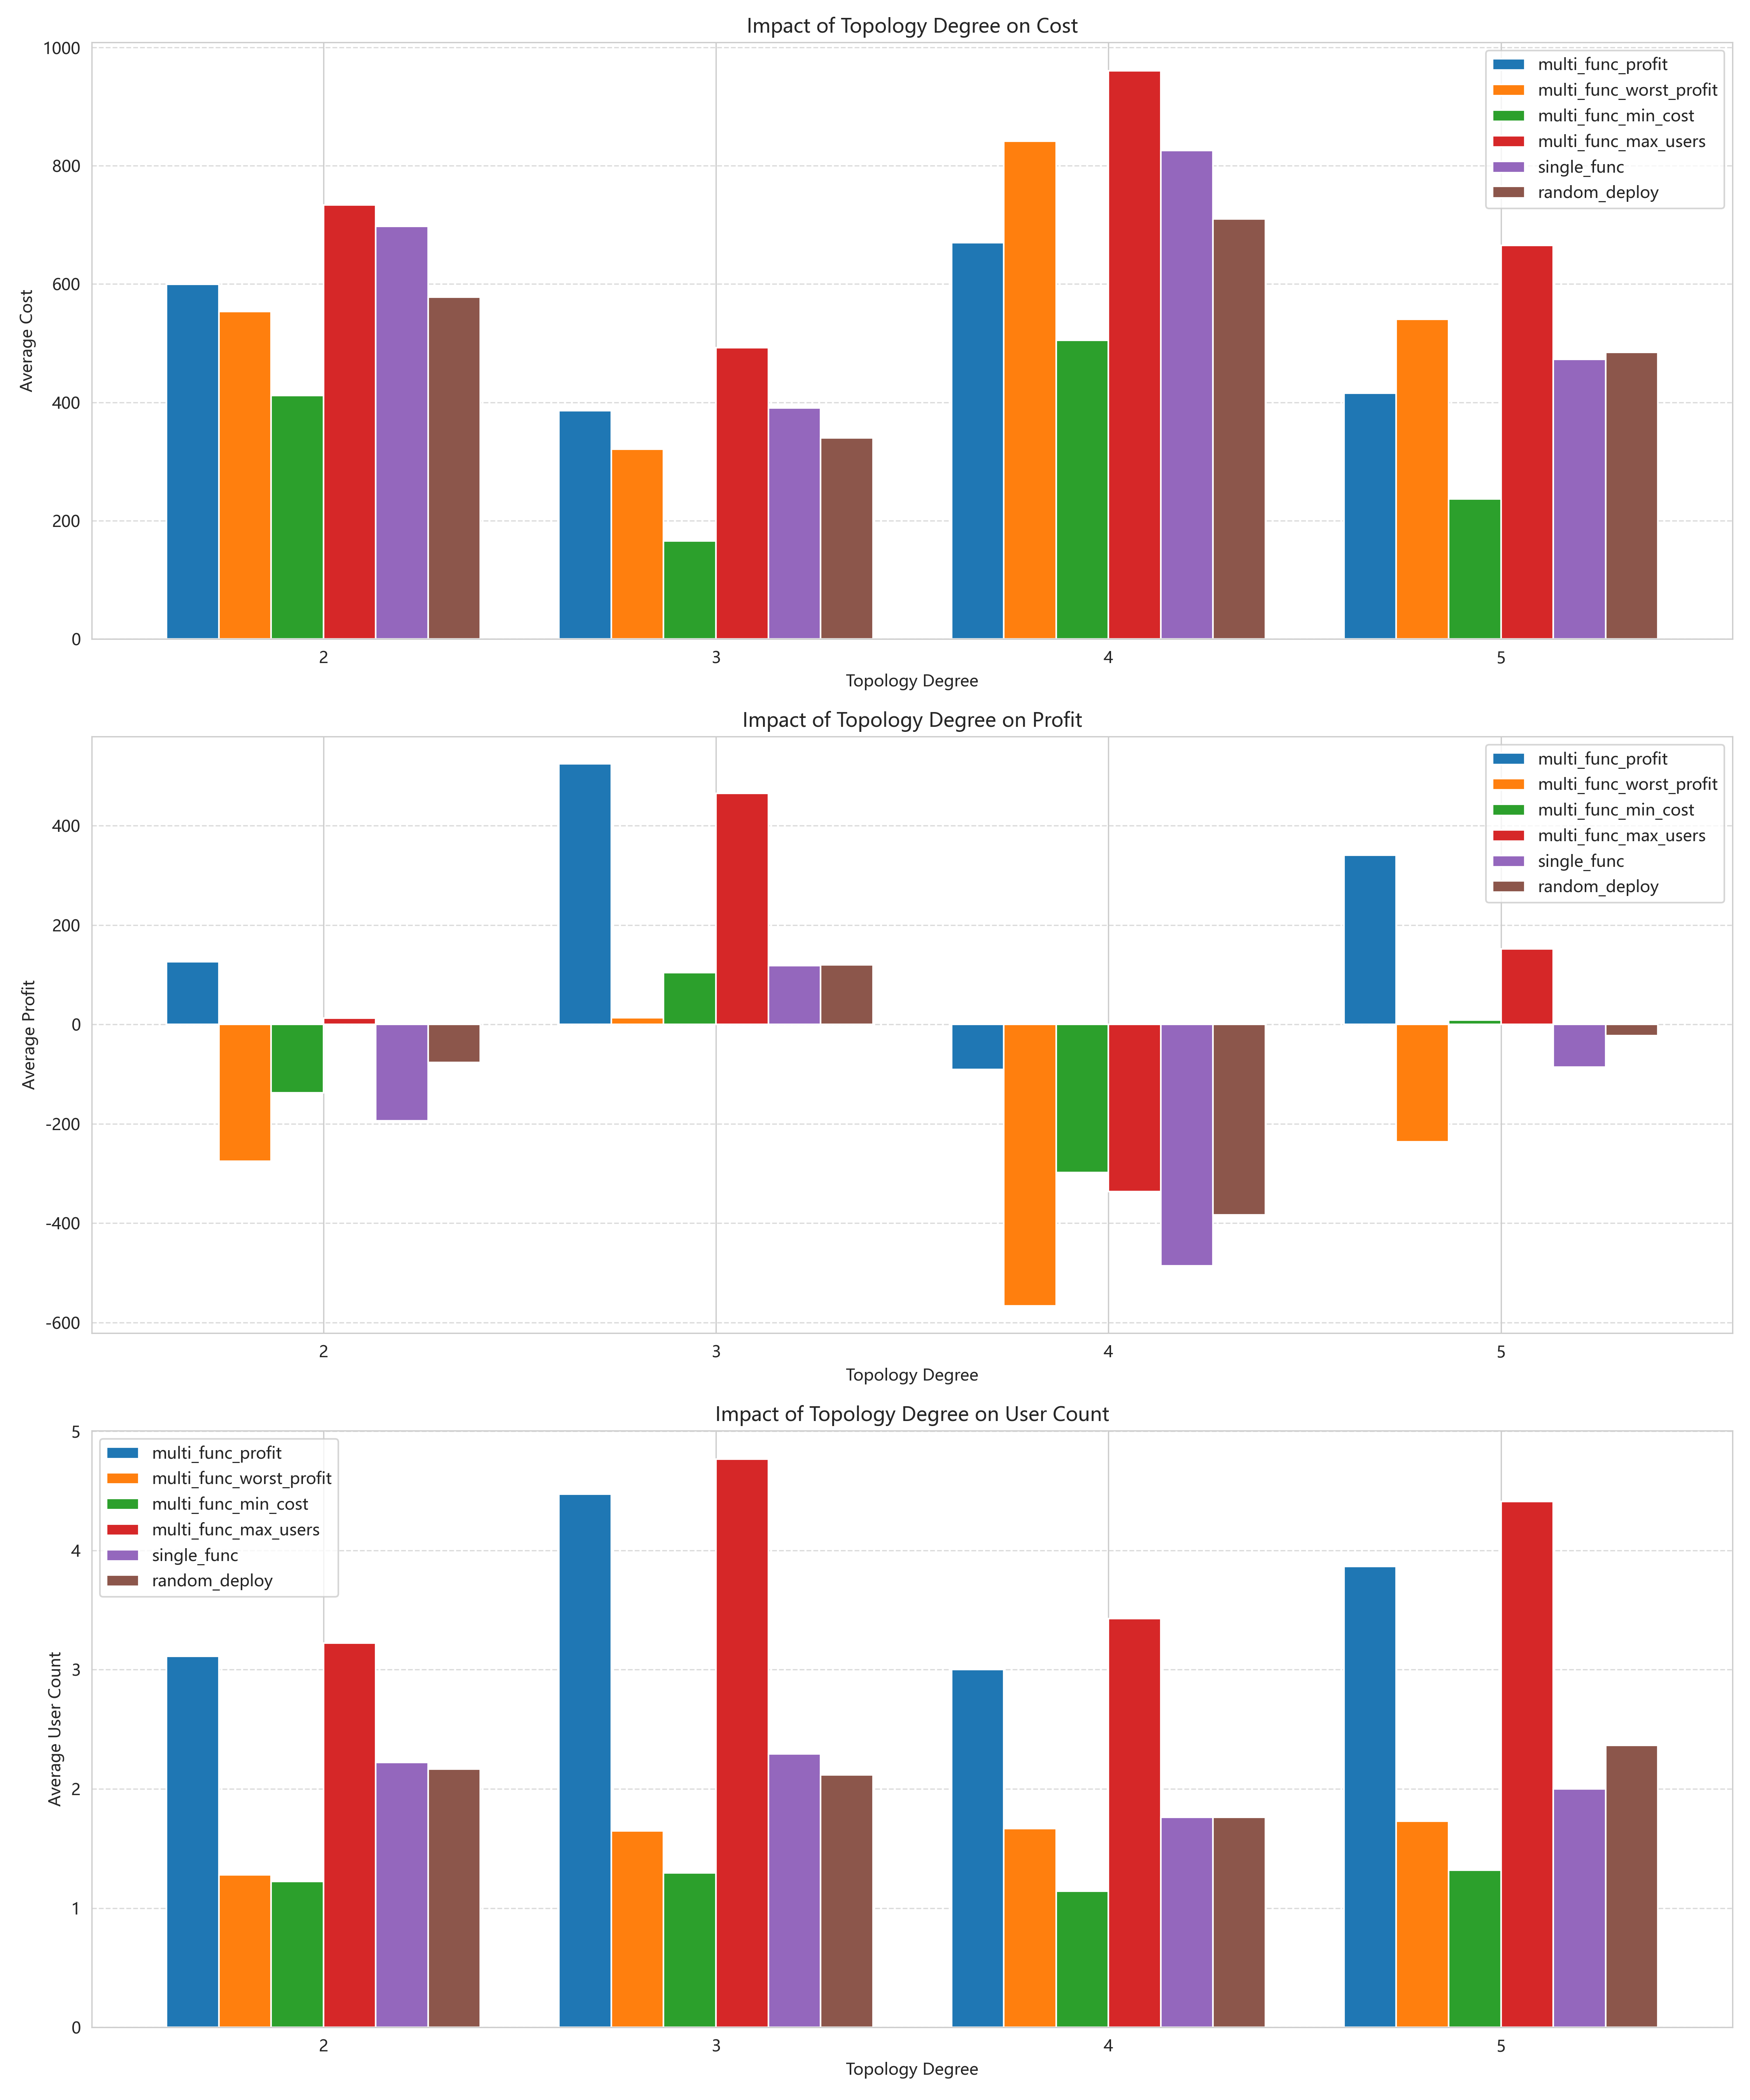 Impact of Topology Degree on Cost
1000
800
600
400
200
0
Average Cost
multi_func_profit
multi_func_worst_profit
multi_func_min_cost
multi_func_max_users
single_func
random_deploy
2 3 4 5
Topology Degree
Impact of Topology Degree on Profit
400
200
0
-200
-400
-600
Average Profit
multi_func_profit
multi_func_worst_profit
multi_func_min_cost
multi_func_max_users
single_func
random_deploy
2 3 4 5
Topology Degree
Impact of Topology Degree on User Count
5
4
3
2
1
0
Average User Count
multi_func_profit
multi_func_worst_profit
multi_func_min_cost
multi_func_max_users
single_func
random_deploy
2 3 4 5
Topology Degree